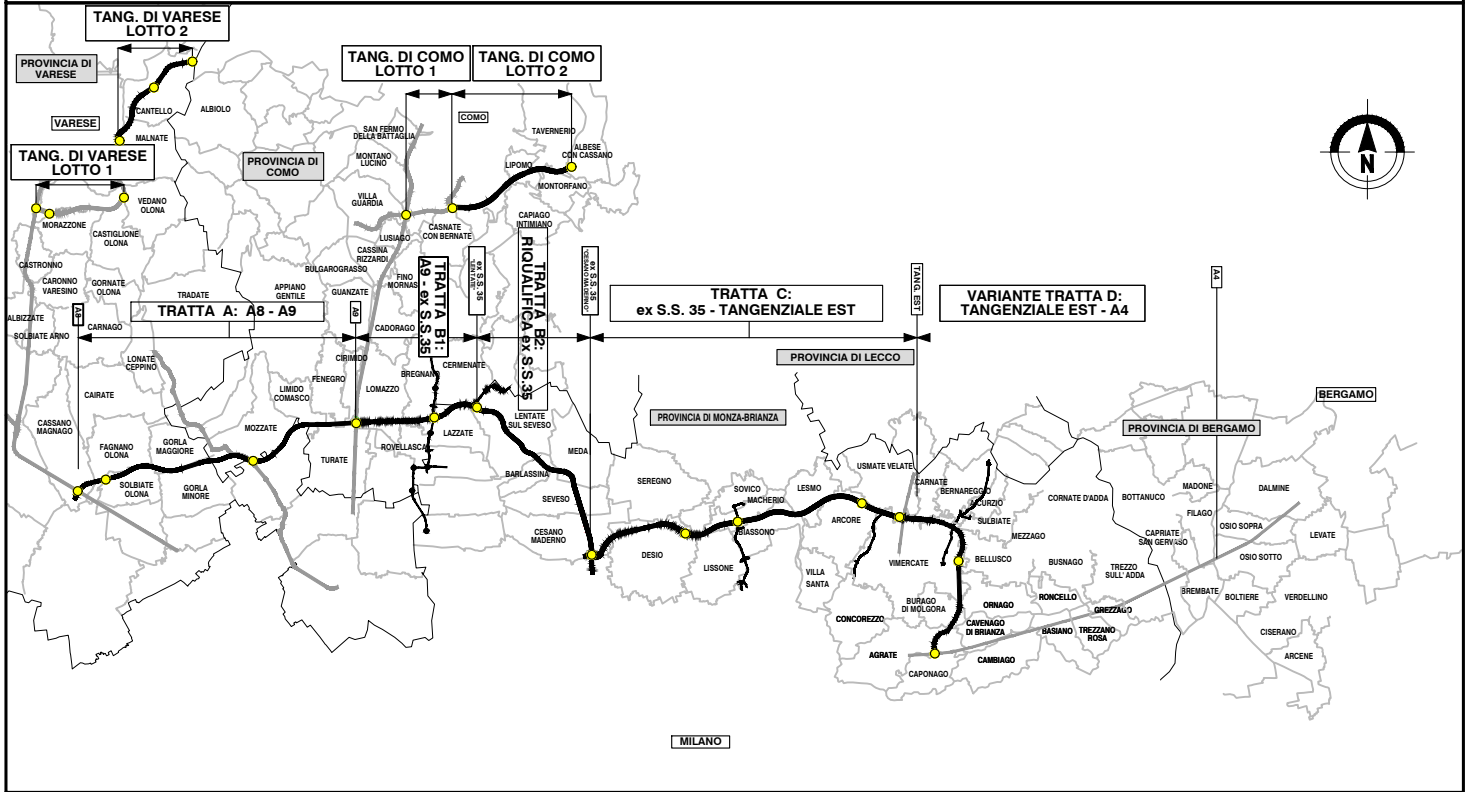 TANG. DI VARESE
LOTTO 2
PROVINCIA DI
VARESE
CANTELLO
ALBIOLO
VARESE
MALNATE
TANG. DI VARESE
LOTTO 1
VEDANO
OLONA
MORAZZONE
CASTIGLIONE
OLONA
PROVINCIA DI
COMO
TANG. DI COMO
LOTTO 1
TANG. DI COMO
LOTTO 2
COMO
SAN FERMO
DELLA BATTAGLIA
MONTANO
LUCINO
VILLA
GUARDIA
TAVERNERIO
ALBESE
CON CASSANO
LIPOMO
MONTORFANO
CAPIAGO
INTIMIANO
CASNATE
CON BERNATE
LUSIAGO
CASSINA
RIZZARDI
BULGAROGRASSO
FINO
MORNAS
N
CASTRONNO
CARONNO
VARESINO
GORNATE
OLONA
TRADATE
APPIANO
GENTILE
GUANZATE
ALBIZZATE
SOLBIATE ARNO
CARNAGO
A8
TRATTA A: A8 - A9
A9
CADORAGO
TRATTA B1:
A9 - ex S.S.35
ex S.S. 35
"LENTATE"
TRATTA B2:
RIQUALIFICA ex S.S.35
ex S.S. 35
"CESANO MADERNO"
TRATTA C:
ex S.S. 35 - TANGENZIALE EST
TANG. EST
VARIANTE TRATTA D:
TANGENZIALE EST - A4
A4
PROVINCIA DI LECCO
LONATE
CEPPINO
CIRIMIDO
FENEGRO
LIMIDO
COMASCO
LOMAZZO
BREGNANO
CERMENATE
CAIRATE
CASSANO
MAGNAGO
FAGNANO
OLONA
GORLA
MAGGIORE
MOZZATE
TURATE
ROVELLASCA
LAZZATE
LENTATE
SUL SEVESO
MEDA
PROVINCIA DI MONZA-BRIANZA
BERGAMO
PROVINCIA DI BERGAMO
SOLBIATE
OLONA
GORLA
MINORE
BARLASSINA
SEVESO
CESANO
MADERNO
SEREGNO
SOVICO
MACHERIO
BIASSONO
LESMO
ARCORE
USMATE VELATE
CARNATE
BERNAREGGIO
AICURZIO
SULBIATE
MEZZAGO
CORNATE D'ADDA
BOTTANUCO
MADONE
FILAGO
DALMINE
OSIO SOPRA
CAPRIATE
SAN GERVASO
OSIO SOTTO
LEVATE
DESIO
LISSONE
VILLA
SANTA
VIMERCATE
BELLUSCO
BUSNAGO
TREZZO
SULL' ADDA
BREMBATE
BOLTIERE
VERDELLINO
CONCOREZZO
BURAGO
DI MOLGORA
ORNAGO
RONCELLO
GREZZAGO
CAVENAGO
DI BRIANZA
BASIANO
TREZZANO
ROSA
CISERANO
ARCENE
AGRATE
CAPONAGO
CAMBIAGO
MILANO